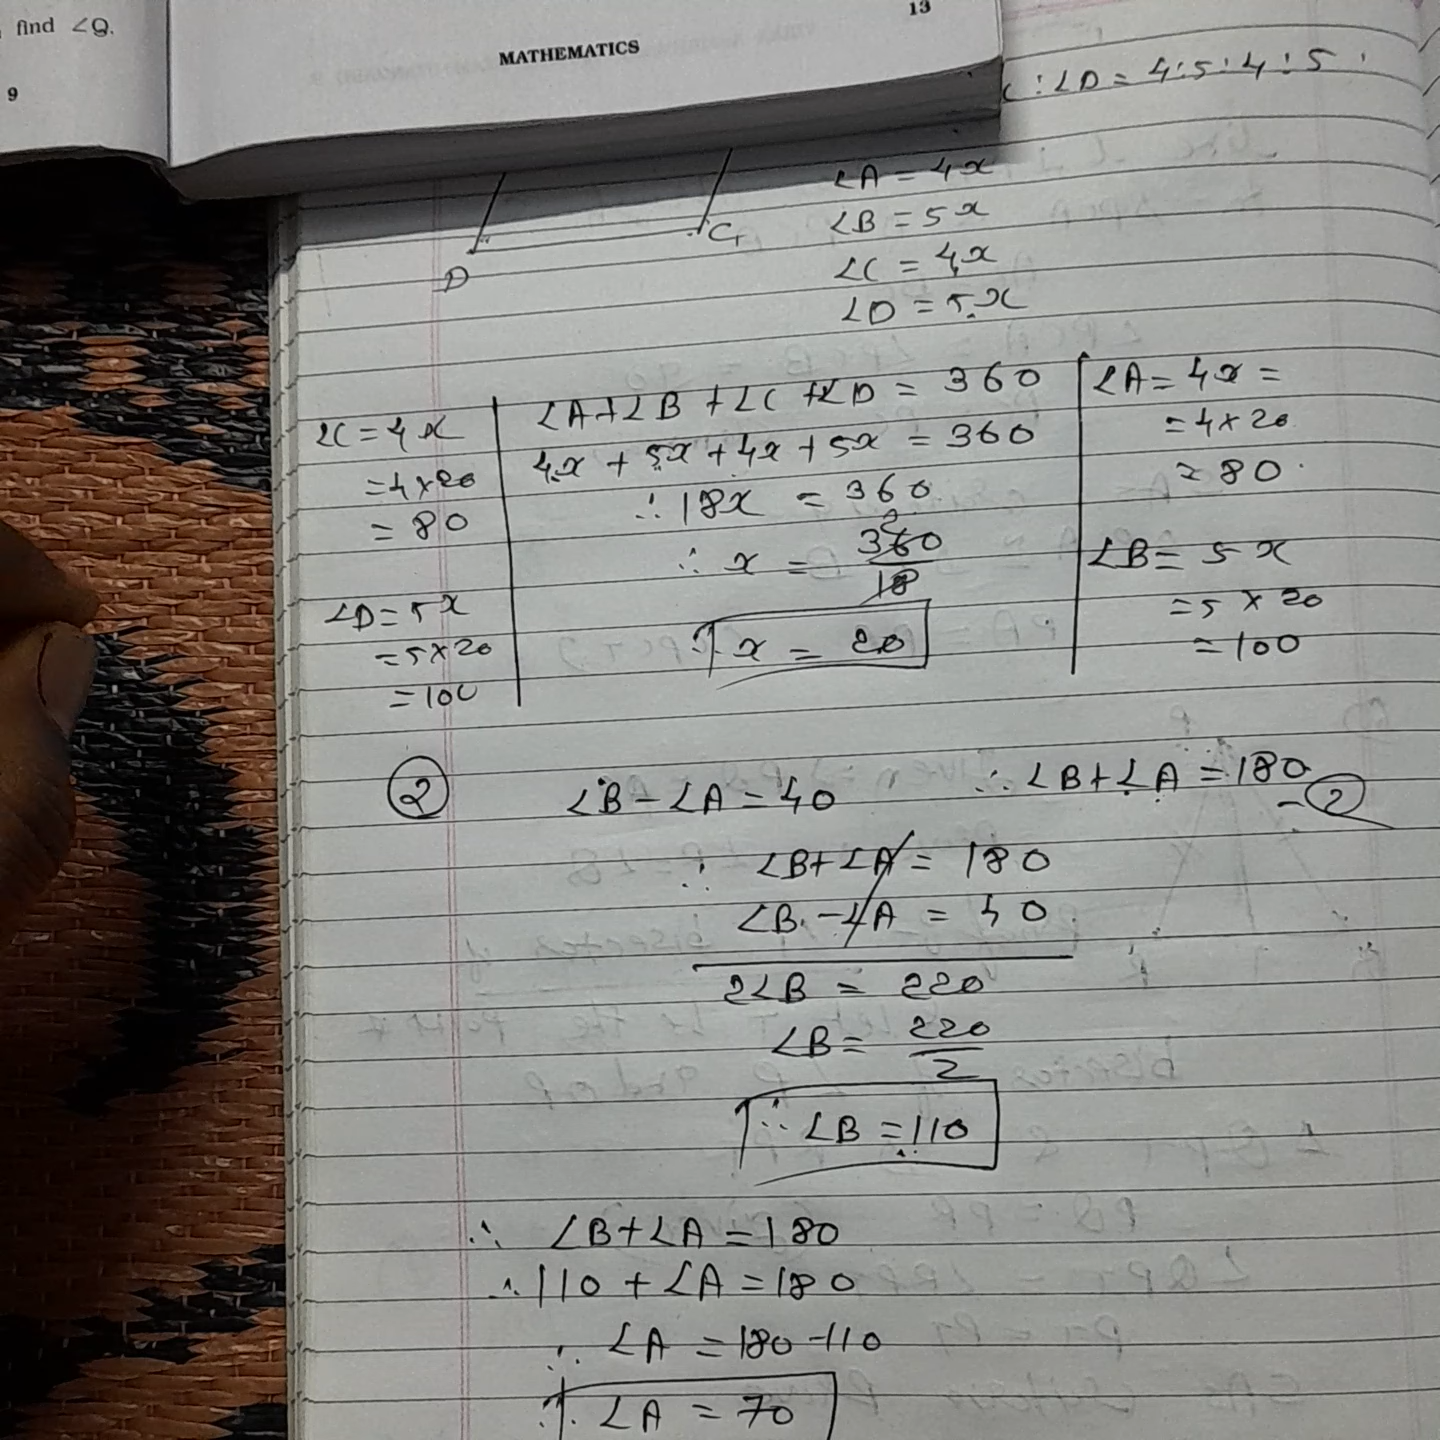 find ∠Q.
9
13
MATHEMATICS
: ∠D = 4:5:4:5
D
C
∠A = 4x
∠B = 5x
∠C = 4x
∠D = 5x
∠C = 4x
= 4 × 20
= 80
∠D = 5x
= 5 × 20
= 100
∠A + ∠B + ∠C + ∠D = 360
4x + 5x + 4x + 5x = 360
∴ 18x = 360
∴ x = 360/18
2
x = 20
∠A = 4x =
= 4 × 20
= 80
∠B = 5x
= 5 × 20
= 100
② ∠B - ∠A = 40 ∴ ∠B + ∠A = 180 - ②
∴ ∠B + ∠A = 180
∠B - ∠A = 40
2∠B = 220
∠B = 220/2
∴ ∠B = 110
∴ ∠B + ∠A = 180
∴ 110 + ∠A = 180
∴ ∠A = 180 - 110
∴ ∠A = 70